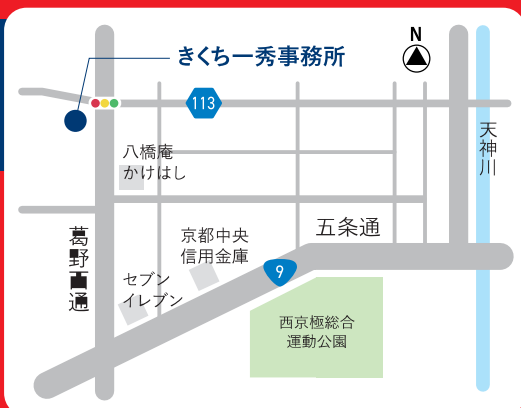 きくち一秀事務所
N
113
八橋庵
かけはし
天神川
葛野西通
京都中央
信用金庫
五条通
9
セブン
イレブン
西京極総合
運動公園